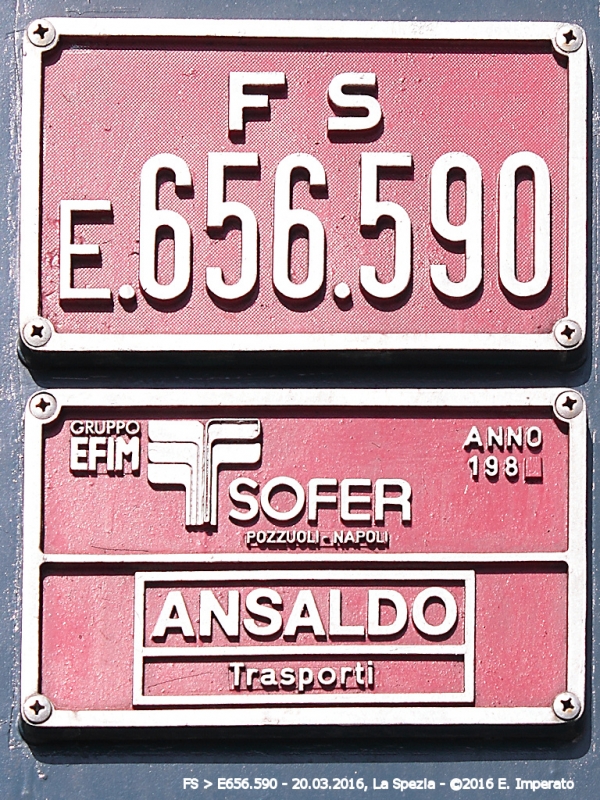 F S
E.656.590
GRUPPO
EFIM
SOFER
POZZUOLI-NAPOLI
ANNO
198
ANSALDO
Trasporti
FS > E656.590 - 20.03.2016, La Spezia - ©2016 E. Imperato